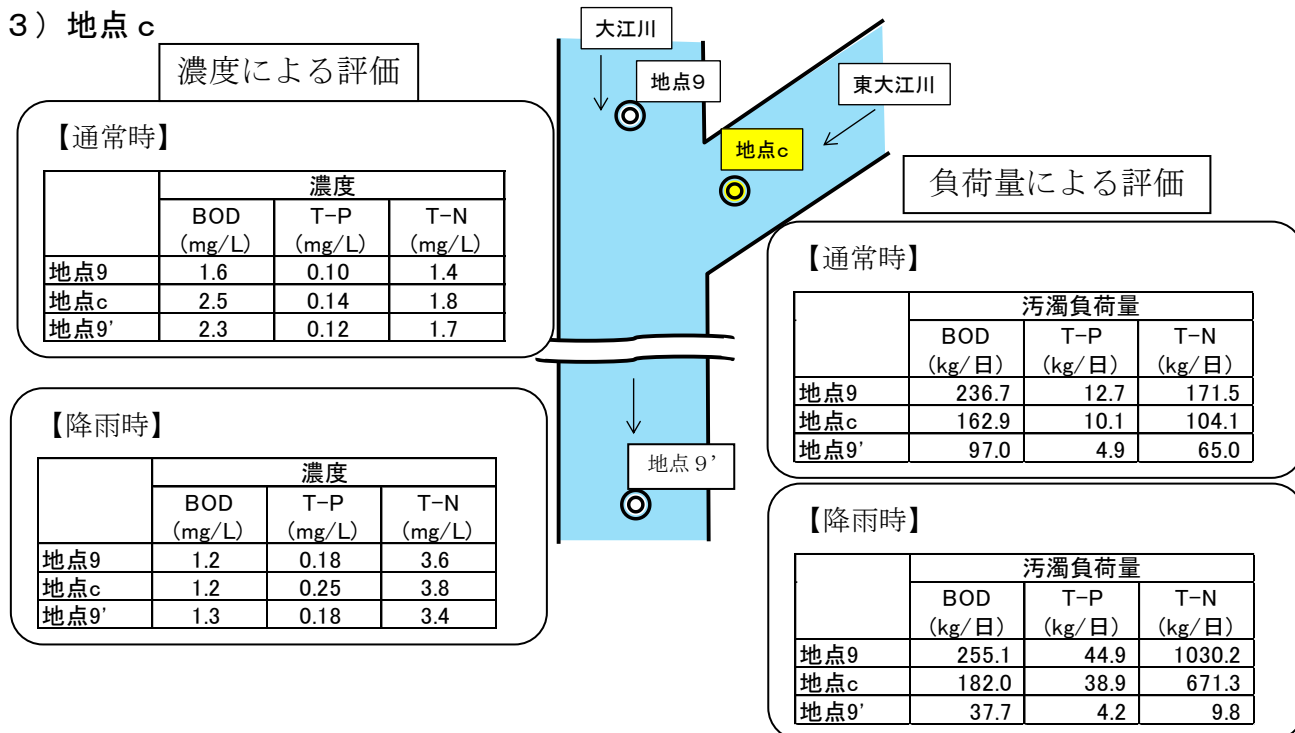 3）地点ｃ
濃度による評価
【通常時】
濃度
BOD T-P T-N
(mg/L) (mg/L) (mg/L)
地点9 1.6 0.10 1.4
地点c 2.5 0.14 1.8
地点9' 2.3 0.12 1.7
【降雨時】
濃度
BOD T-P T-N
(mg/L) (mg/L) (mg/L)
地点9 1.2 0.18 3.6
地点c 1.2 0.25 3.8
地点9' 1.3 0.18 3.4
大江川
地点9
東大江川
地点c
地点９’
負荷量による評価
【通常時】
汚濁負荷量
BOD T-P T-N
(kg/日) (kg/日) (kg/日)
地点9 236.7 12.7 171.5
地点c 162.9 10.1 104.1
地点9' 97.0 4.9 65.0
【降雨時】
汚濁負荷量
BOD T-P T-N
(kg/日) (kg/日) (kg/日)
地点9 255.1 44.9 1030.2
地点c 182.0 38.9 671.3
地点9' 37.7 4.2 9.8